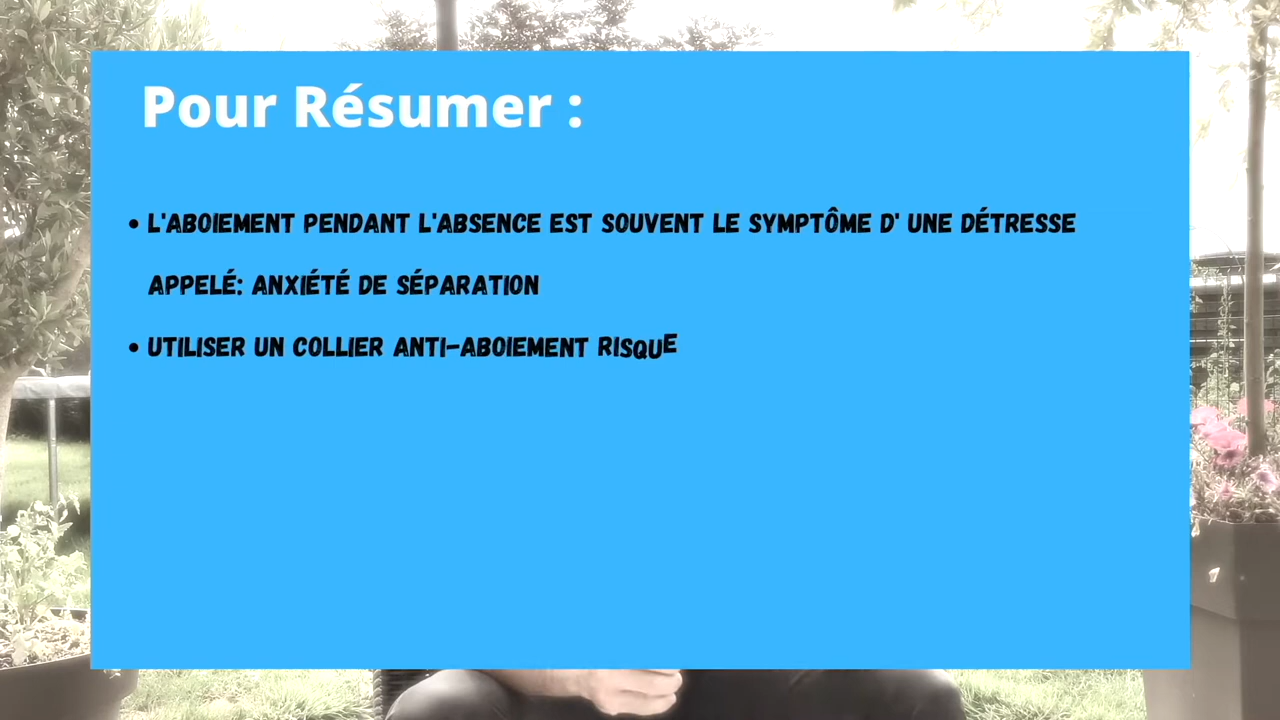 Pour Résumer :
• L'ABOIEMENT PENDANT L'ABSENCE EST SOUVENT LE SYMPTÔME D' UNE DÉTRESSE
APPELÉ: ANXIÉTÉ DE SÉPARATION
• UTILISER UN COLLIER ANTI-ABOIEMENT RISQUE